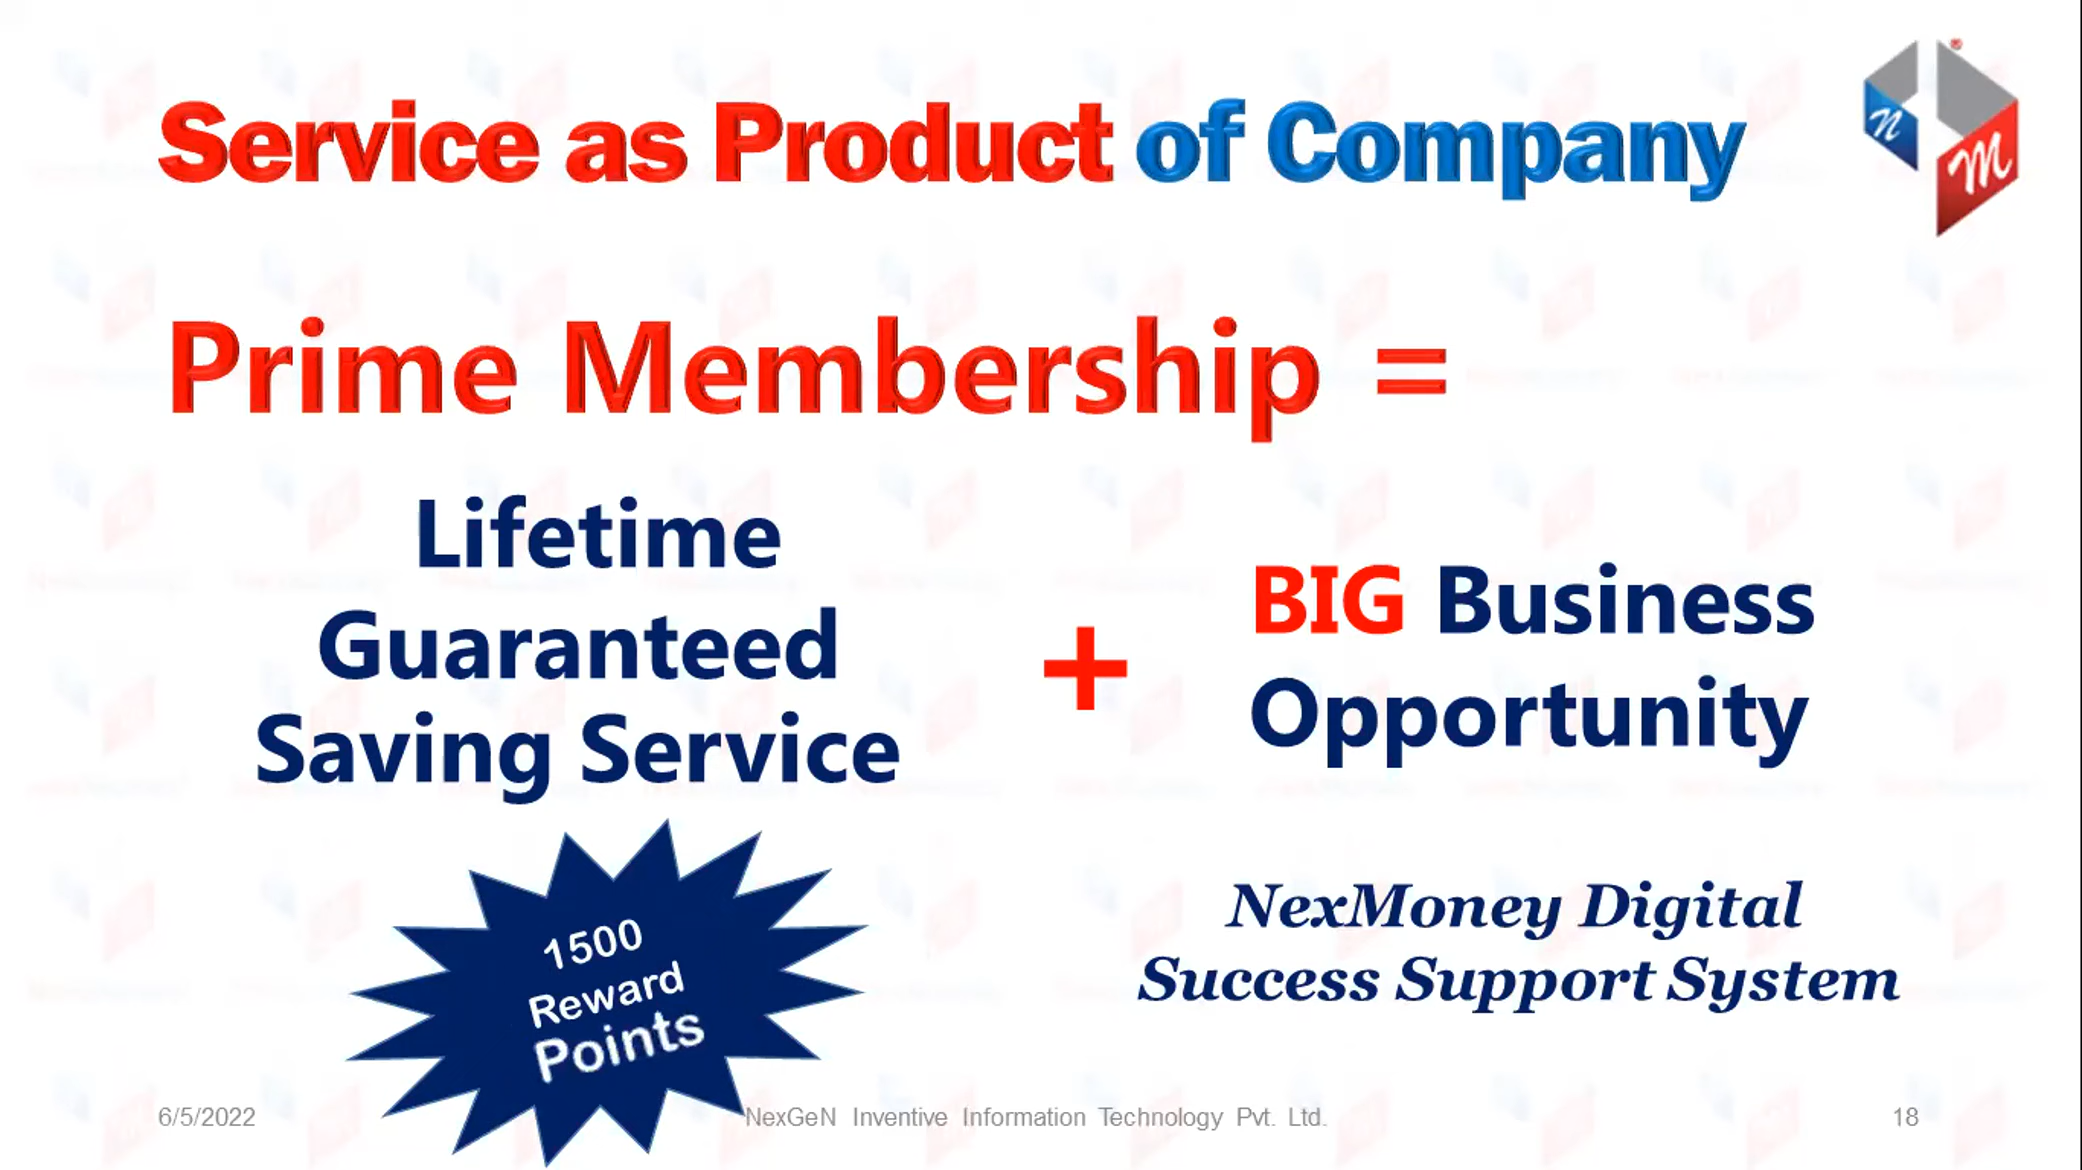 Service as Product of Company
n
M
Prime Membership =
Lifetime
Guaranteed
Saving Service
+
BIG Business
Opportunity
1500
Reward
Points
NexMoney Digital
Success Support System
6/5/2022
NexGeN Inventive Information Technology Pvt. Ltd.
18